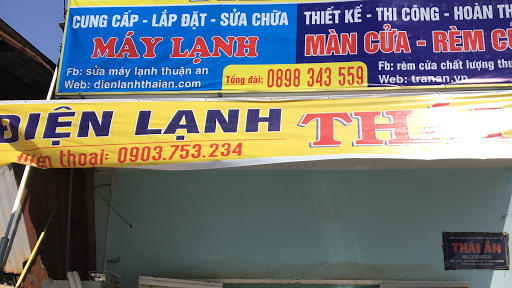 CUNG CẤP - LẮP ĐẶT - SỬA CHỮA
MÁY LẠNH
Fb: sửa máy lạnh thuận an
Web: dienlanhthaian.com
THIẾT KẾ - THI CÔNG - HOÀN TH
MÀN CỬA - RÈM C
Fb: rèm cửa chất lượng thu
Web: tranan.vn
Tổng đài: 0898 343 559
ĐIỆN LẠNH TH
điện thoại: 0903.753.234
THÁI ÂN